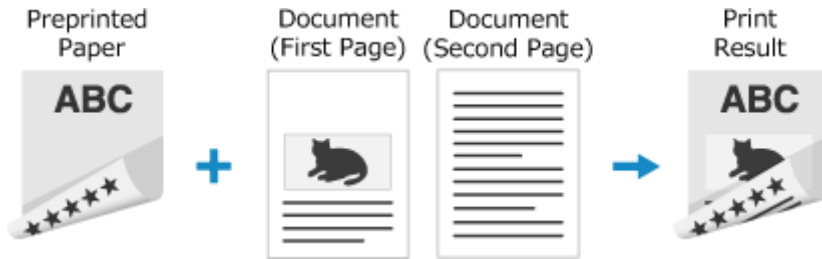 Preprinted
Paper
Document
(First Page)
Document
(Second Page)
Print
Result
ABC
ABC